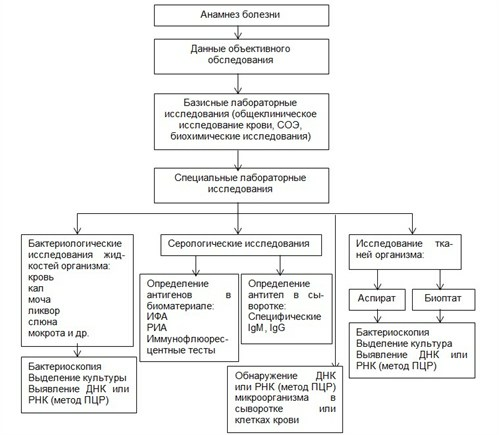 Анамнез болезни
Данные объективного
обследования
Базисные лабораторные
исследования (общеклиническое
исследование крови, СОЭ,
биохимические исследования)
Специальные лабораторные
исследования
Бактериологические
исследования жид-
костей организма:
кровь
кап
моча
ликвор
слюна
мокрота и др.
Бактериоскопия
Выделение культуры
Выявление ДНК или
РНК (метод ПЦР)
Серологические исследования
Определение
антигенов в
биоматериале:
ИФА
РИА
Иммунофлюорес-
центные тесты
Определение
антител в сы-
воротке:
Специфические
IgM, IgG
Обнаружение ДНК
или РНК (метод ПЦР)
микроорганизма в
сыворотке или
клетках крови
Исследование тка-
ней организма:
Аспират
Биоптат
Бактериоскопия
Выделение культура
Выявление ДНК или
РНК (метод ПЦР)